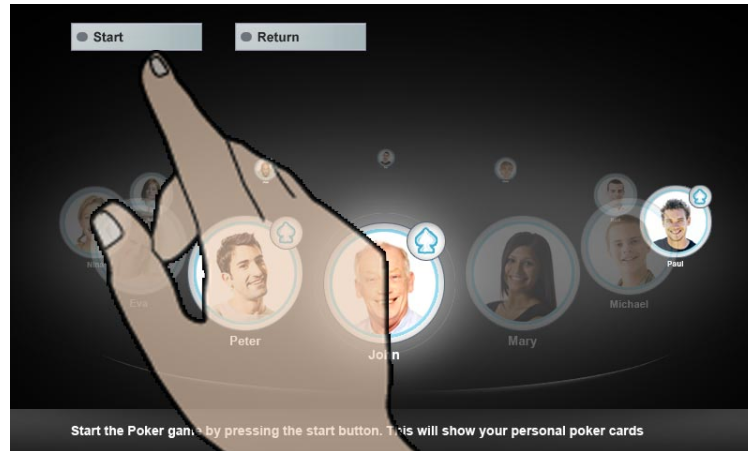 Start
Return
Paul
Eva
Michael
Peter
Mary
John
Start the Poker game by pressing the start button. This will show your personal poker cards